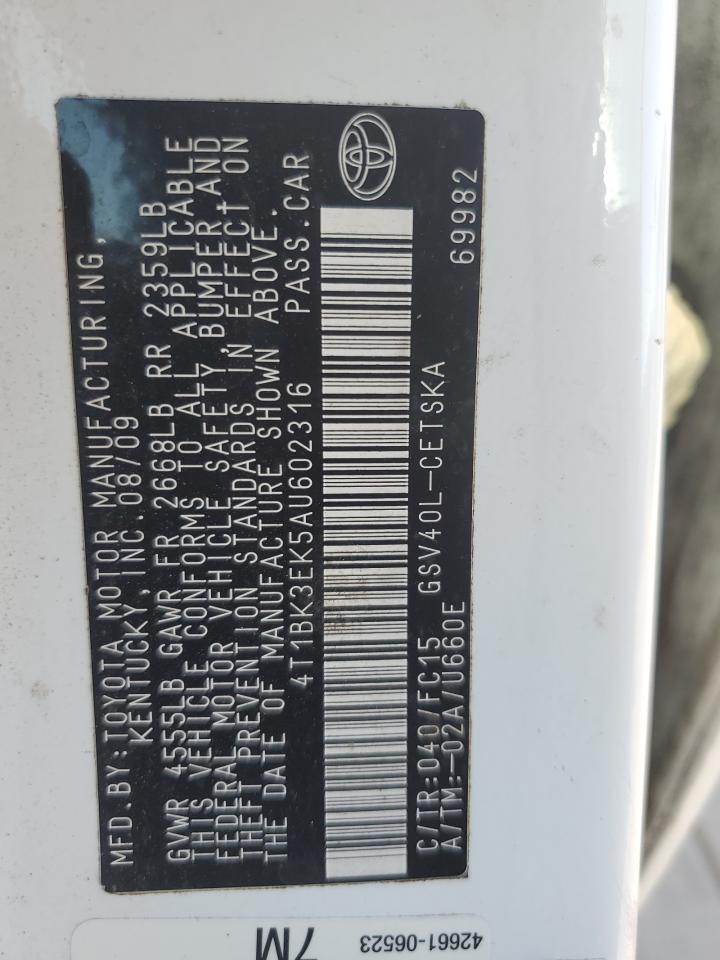 MFD.BY:TOYOTA MOTOR MANUFACTURING,
KENTUCKY, INC.08/09
GVWR 4555LB GAWR FR 2668LB RR 2359LB
THIS VEHICLE CONFORMS TO ALL APPLICABLE
FEDERAL MOTOR VEHICLE SAFETY, BUMPER AND
THEFT PREVENTION STANDARDS IN EFFECT ON
THE DATE OF MANUFACTURE SHOWN ABOVE.
4T1BK3EK5AU602316 PASS.CAR
C/TR:040/FC15 GSV40L-CETSKA
A/TM:-02A/U660E 69982
7M
42661-06523